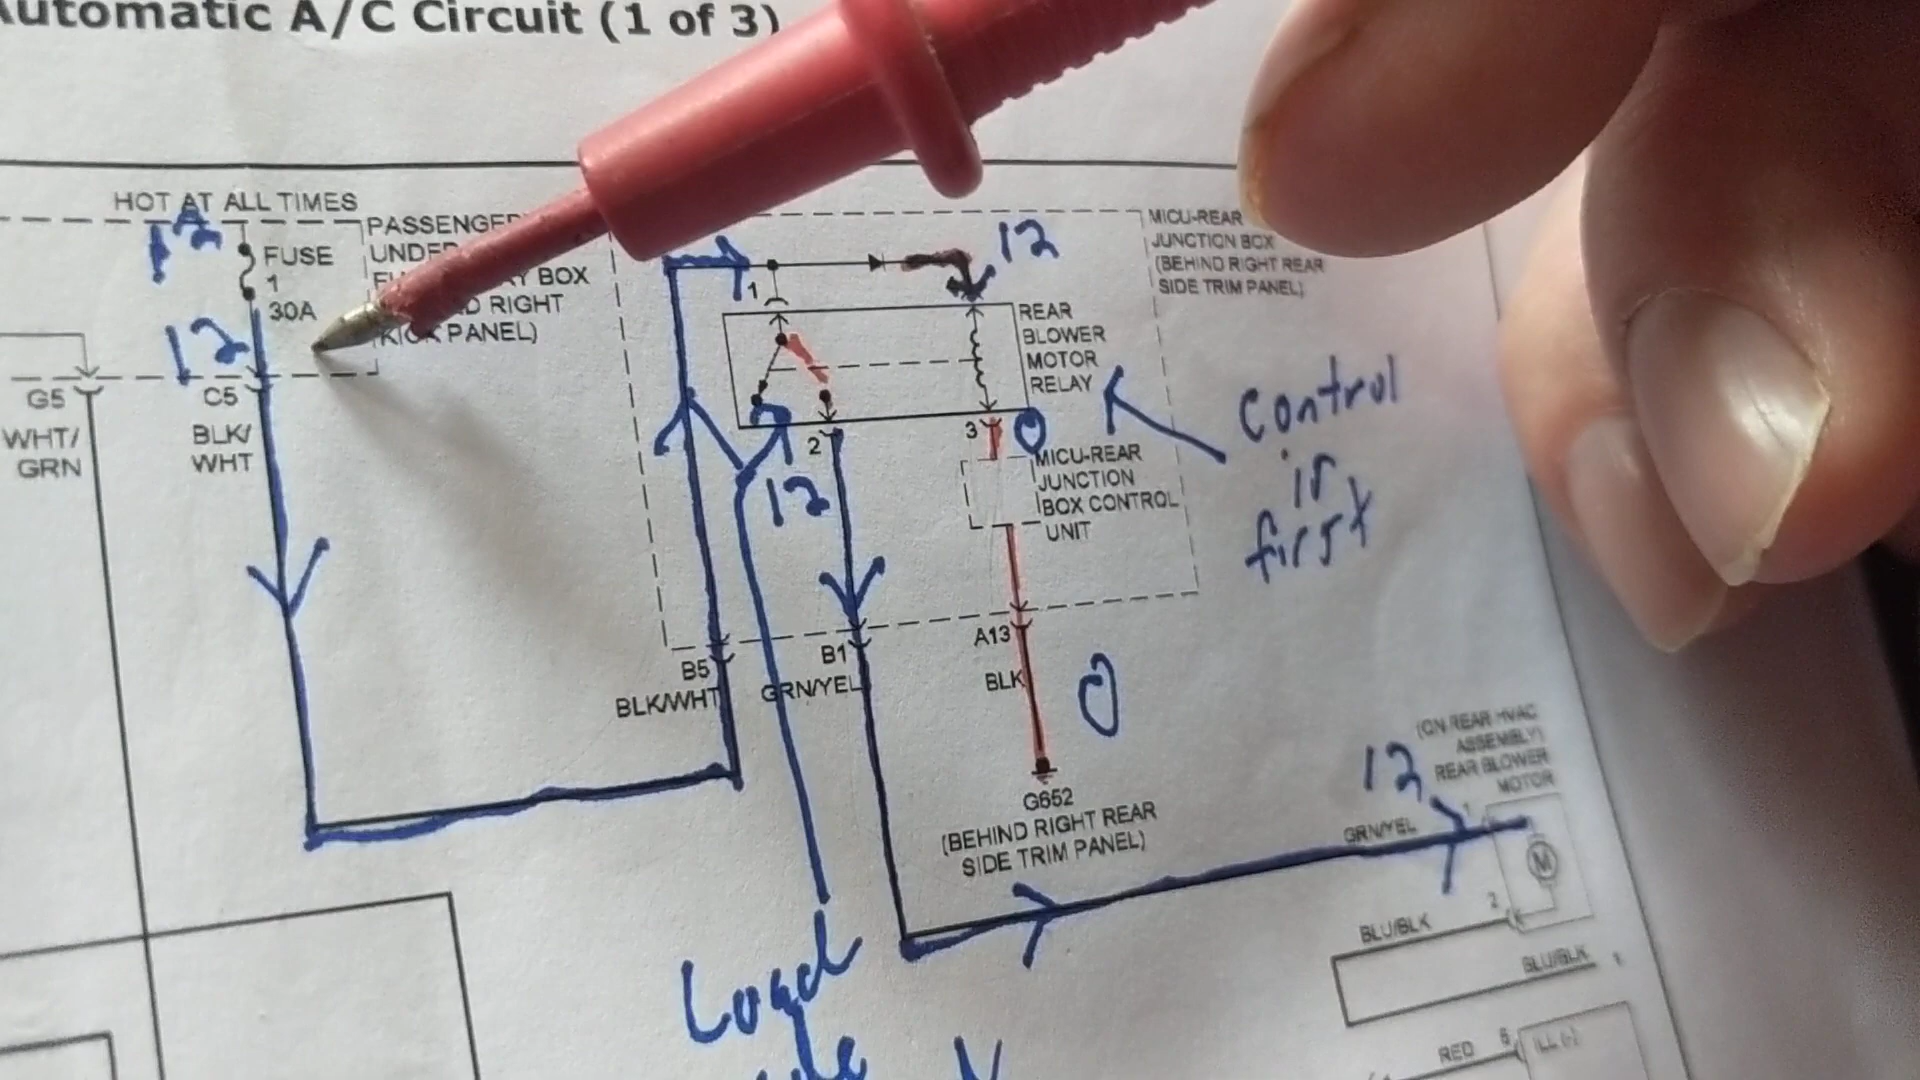 Automatic A/C Circuit (1 of 3)
HOT AT ALL TIMES
12
FUSE
1
30A
12
PASSENGER
BOX
RIGHT
KICK PANEL)
G5
WHT/
GRN
C5
BLK/
WHT
MICU-REAR
JUNCTION BOX
(BEHIND RIGHT REAR
SIDE TRIM PANEL)
12
1
REAR
BLOWER
MOTOR
RELAY
2
3
0
12
MICU-REAR
JUNCTION
BOX CONTROL
UNIT
Control
is
first
B5
BLK/WHT
B1
GRN/YEL
A13
BLK
0
G652
(BEHIND RIGHT REAR
SIDE TRIM PANEL)
(ON REAR HVAC
ASSEMBLY)
REAR BLOWER
MOTOR
12
1
GRN/YEL
M
2
BLU/BLK
BLU/BLK
1
RED
6
ILL (-)
Load